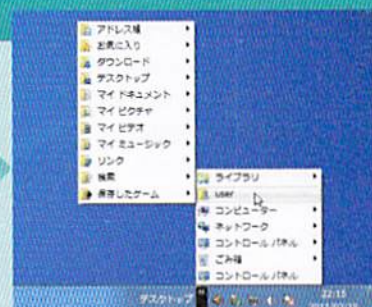 アドレス帳
お気に入り
ダウンロード
デスクトップ
マイ ドキュメント
マイ ピクチャ
マイ ビデオ
マイ ミュージック
リンク
検索
保存したゲーム
ライブラリ
user
コンピューター
ネットワーク
コントロール パネル
ごみ箱
コントロール パネル
デスクトップ
22:15